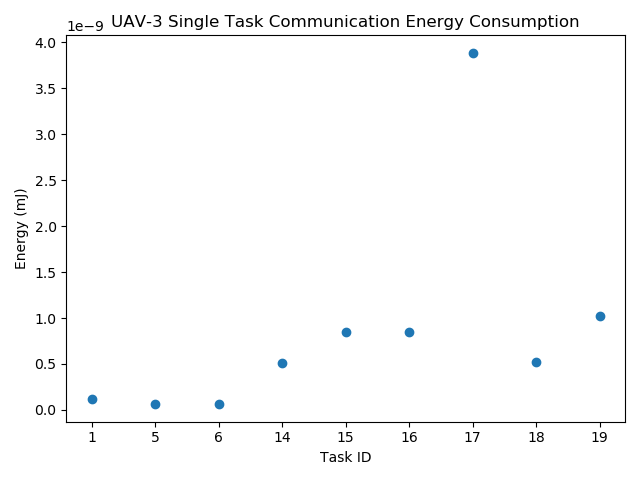 UAV-3 Single Task Communication Energy Consumption
1e−9
4.0
3.5
3.0
2.5
2.0
1.5
1.0
0.5
0.0
Energy (mJ)
1 5 6 14 15 16 17 18 19
Task ID